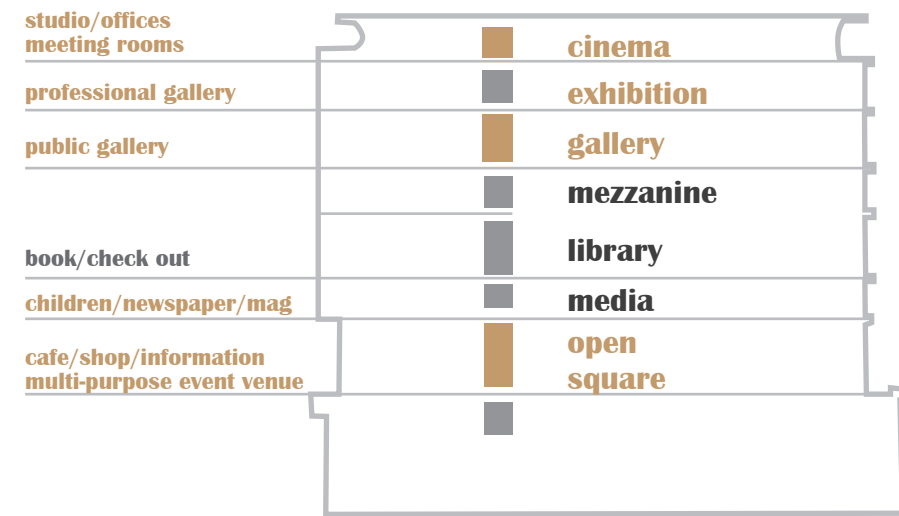 studio/offices
meeting rooms
cinema
professional gallery
exhibition
public gallery
gallery
mezzanine
book/check out
library
children/newspaper/mag
media
cafe/shop/information
multi-purpose event venue
open
square